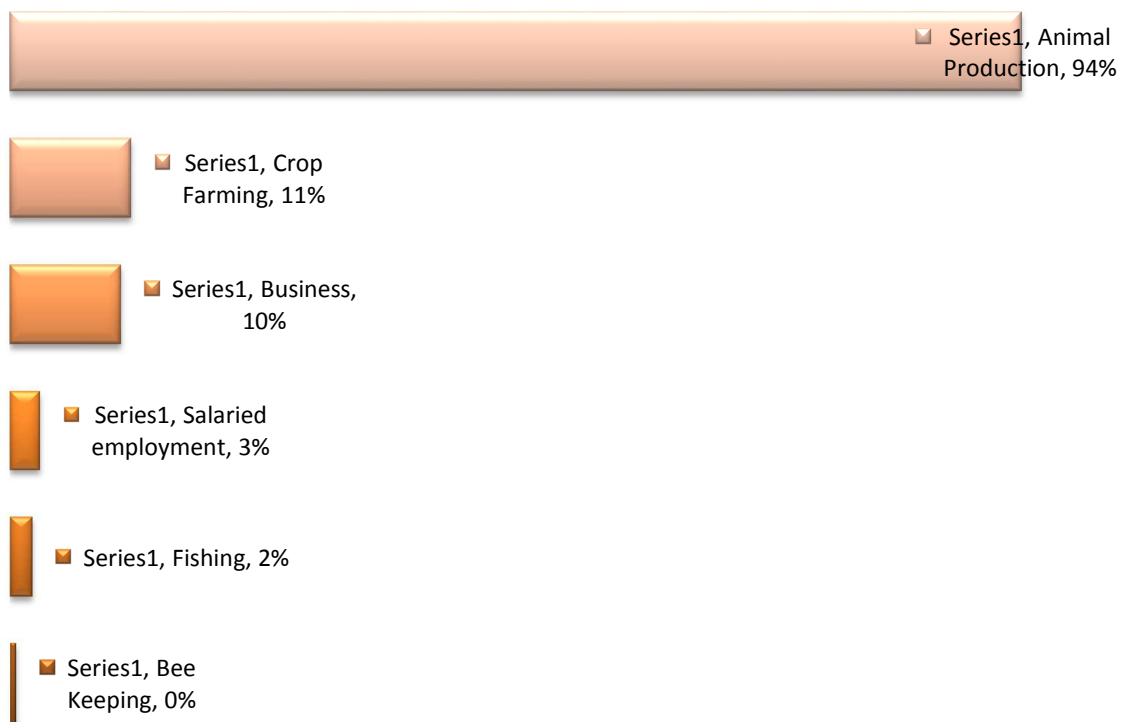 Series1, Animal
Production, 94%
Series1, Crop
Farming, 11%
Series1, Business,
10%
Series1, Salaried
employment, 3%
Series1, Fishing, 2%
Series1, Bee
Keeping, 0%